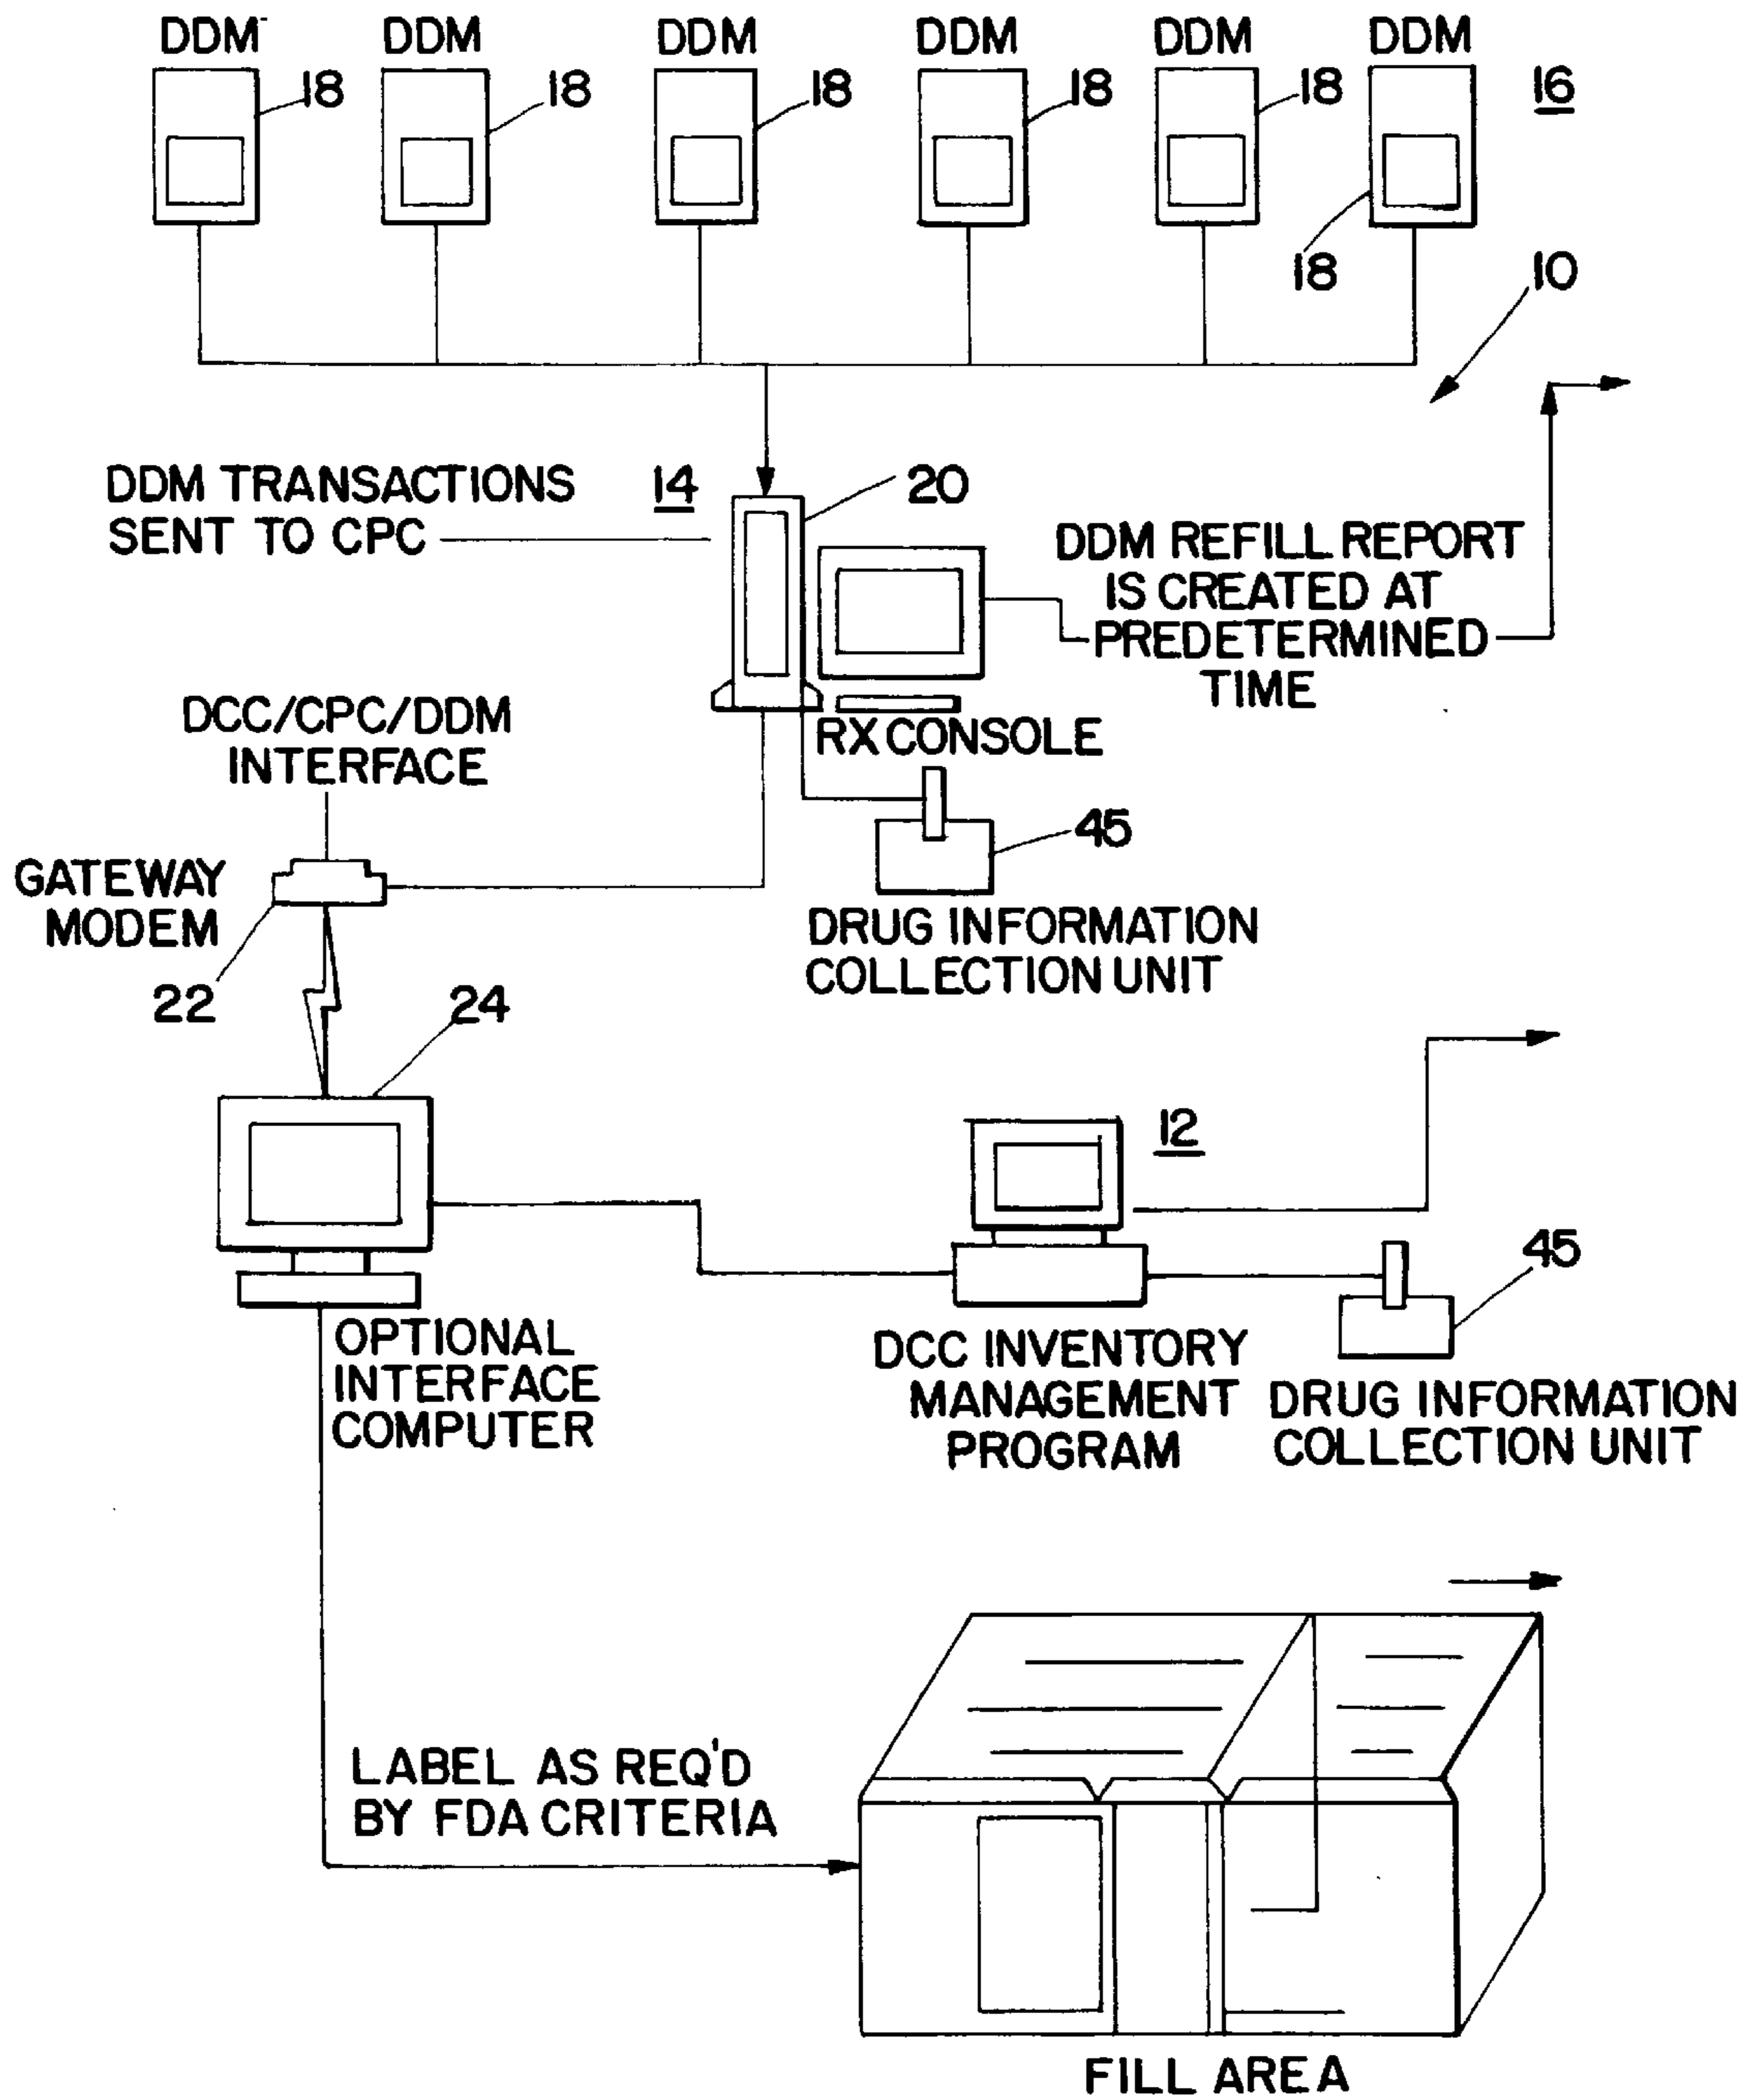 DDM DDM DDM DDM DDM DDM
18 18 18 18 18 16
18
10
DDM TRANSACTIONS
SENT TO CPC
14
20
DDM REFILL REPORT
IS CREATED AT
PREDETERMINED
TIME
DCC/CPC/DDM
INTERFACE
RX CONSOLE
45
GATEWAY
MODEM
DRUG INFORMATION
COLLECTION UNIT
22
24
12
45
OPTIONAL
INTERFACE
COMPUTER
DCC INVENTORY
MANAGEMENT
PROGRAM
DRUG INFORMATION
COLLECTION UNIT
LABEL AS REQ'D
BY FDA CRITERIA
FILL AREA